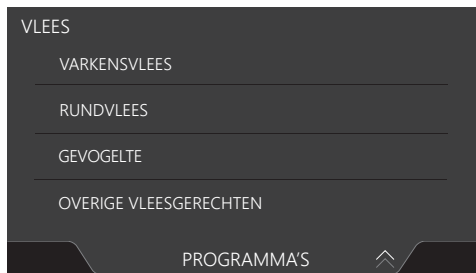 VLEES
VARKENSVLEES
RUNDVLEES
GEVOGELTE
OVERIGE VLEESGERECHTEN
PROGRAMMA'S